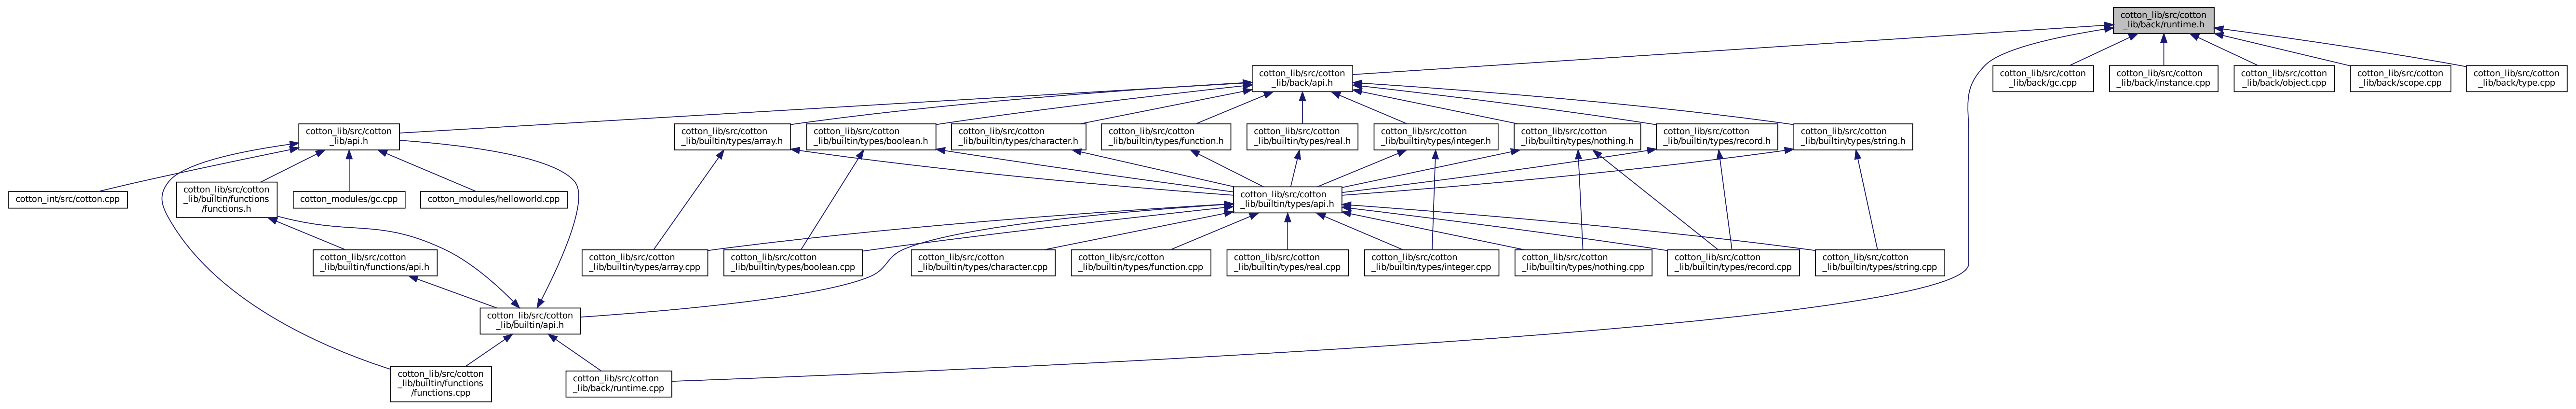 cotton_lib/src/cotton
_lib/back/runtime.h
cotton_lib/src/cotton
_lib/back/api.h
cotton_lib/src/cotton
_lib/back/gc.cpp
cotton_lib/src/cotton
_lib/back/instance.cpp
cotton_lib/src/cotton
_lib/back/object.cpp
cotton_lib/src/cotton
_lib/back/scope.cpp
cotton_lib/src/cotton
_lib/back/type.cpp
cotton_lib/src/cotton
_lib/api.h
cotton_lib/src/cotton
_lib/builtin/types/array.h
cotton_lib/src/cotton
_lib/builtin/types/boolean.h
cotton_lib/src/cotton
_lib/builtin/types/character.h
cotton_lib/src/cotton
_lib/builtin/types/function.h
cotton_lib/src/cotton
_lib/builtin/types/real.h
cotton_lib/src/cotton
_lib/builtin/types/integer.h
cotton_lib/src/cotton
_lib/builtin/types/nothing.h
cotton_lib/src/cotton
_lib/builtin/types/record.h
cotton_lib/src/cotton
_lib/builtin/types/string.h
cotton_int/src/cotton.cpp
cotton_lib/src/cotton
_lib/builtin/functions
/functions.h
cotton_modules/gc.cpp
cotton_modules/helloworld.cpp
cotton_lib/src/cotton
_lib/builtin/types/api.h
cotton_lib/src/cotton
_lib/builtin/functions/api.h
cotton_lib/src/cotton
_lib/builtin/types/array.cpp
cotton_lib/src/cotton
_lib/builtin/types/boolean.cpp
cotton_lib/src/cotton
_lib/builtin/types/character.cpp
cotton_lib/src/cotton
_lib/builtin/types/function.cpp
cotton_lib/src/cotton
_lib/builtin/types/real.cpp
cotton_lib/src/cotton
_lib/builtin/types/integer.cpp
cotton_lib/src/cotton
_lib/builtin/types/nothing.cpp
cotton_lib/src/cotton
_lib/builtin/types/record.cpp
cotton_lib/src/cotton
_lib/builtin/types/string.cpp
cotton_lib/src/cotton
_lib/builtin/api.h
cotton_lib/src/cotton
_lib/builtin/functions
/functions.cpp
cotton_lib/src/cotton
_lib/back/runtime.cpp